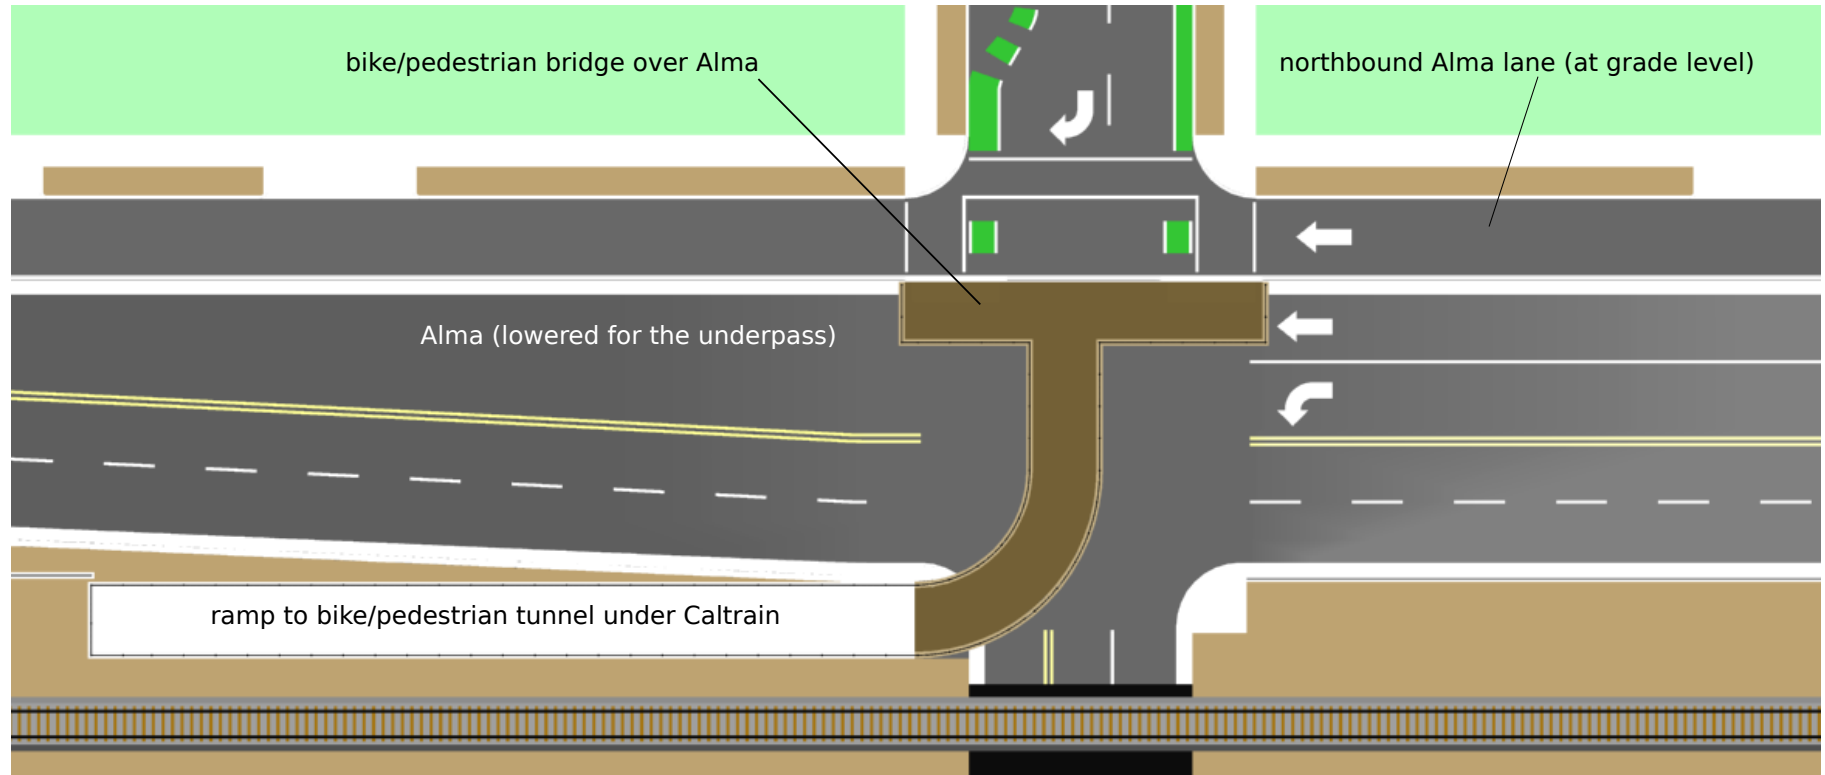 bike/pedestrian bridge over Alma
northbound Alma lane (at grade level)
Alma (lowered for the underpass)
ramp to bike/pedestrian tunnel under Caltrain